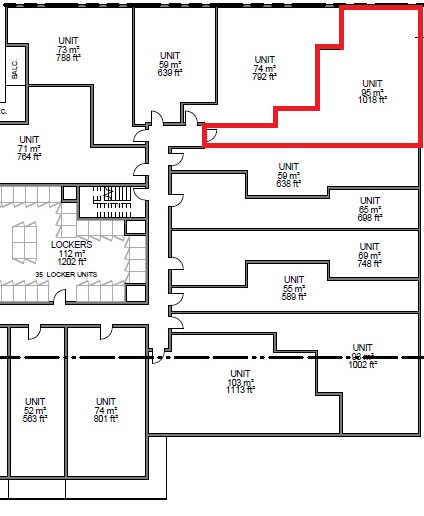 UNIT
73 m²
788 ft²
UNIT
59 m²
639 ft²
UNIT
74 m²
792 ft²
UNIT
95 m²
1018 ft²
BALC.
C.
UNIT
71 m²
764 ft²
UNIT
59 m²
638 ft²
UNIT
65 m²
698 ft²
LOCKERS
112 m²
1202 ft²
35 LOCKER UNITS
UNIT
69 m²
748 ft²
UNIT
55 m²
589 ft²
UNIT
93 m²
1002 ft²
UNIT
103 m²
1113 ft²
UNIT
52 m²
563 ft²
UNIT
74 m²
801 ft²